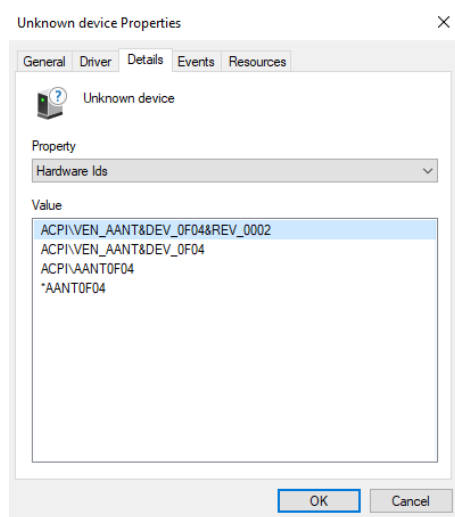 Unknown device Properties
General Driver Details Events Resources
Unknown device
Property
Hardware Ids
Value
ACPI\VEN_AANT&DEV_0F04&REV_0002
ACPI\VEN_AANT&DEV_0F04
ACPI\AANT0F04
*AANT0F04
OK Cancel